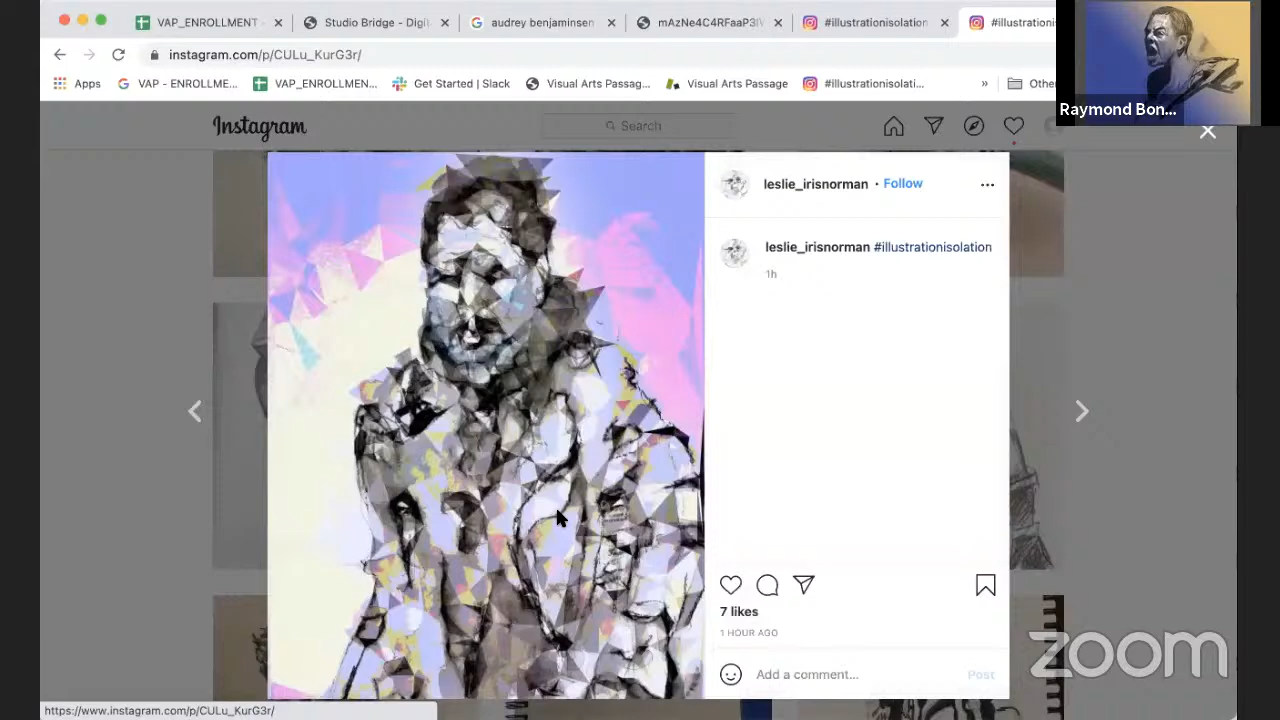 VAP_ENROLLMENT -
Studio Bridge - Digit
audrey benjaminsen
mAzNe4C4RFaaP3IV
#illustrationisolation
#illustrationis
instagram.com/p/CULu_KurG3r/
Apps
VAP - ENROLLME...
VAP_ENROLLMEN...
Get Started | Slack
Visual Arts Passag...
Visual Arts Passage
#illustrationisolati...
»
Othe
Raymond Bon...
Instagram
Search
leslie_irisnorman • Follow
leslie_irisnorman #illustrationisolation
1h
7 likes
1 HOUR AGO
Add a comment...
Post
zoom
https://www.instagram.com/p/CULu_KurG3r/